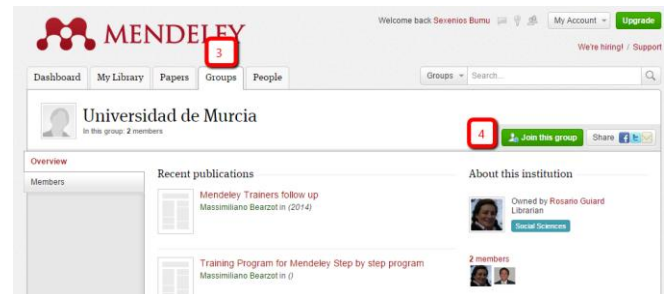 MENDELEY
Welcome back Sexenios Bumu
My Account
Upgrade
We're hiring! / Support
3
Dashboard
My Library
Papers
Groups
People
Groups
Search...
Universidad de Murcia
In this group: 2 members
4
Join this group
Share
Overview
Members
Recent publications
Mendeley Trainers follow up
Massimiliano Bearzot in (2014)
Training Program for Mendeley Step by step program
Massimiliano Bearzot in ()
About this institution
Owned by Rosario Guiard
Librarian
Social Sciences
2 members